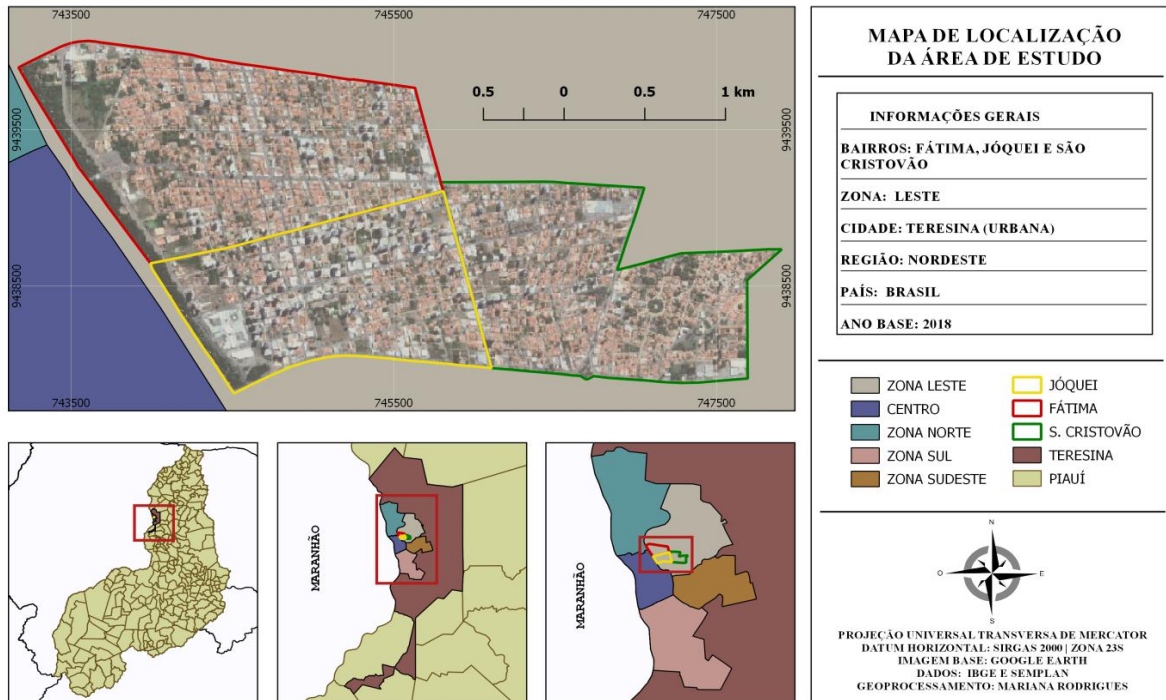 743500
745500
747500
9439500
9438500
0.5
0
0.5
1 km
9439500
9438500
743500
745500
747500
MARANHÃO
MARANHÃO
MAPA DE LOCALIZAÇÃO
DA ÁREA DE ESTUDO
INFORMAÇÕES GERAIS
BAIRROS: FÁTIMA, JÓQUEI E SÃO
CRISTOVÃO
ZONA: LESTE
CIDADE: TERESINA (URBANA)
REGIÃO: NORDESTE
PAÍS: BRASIL
ANO BASE: 2018
ZONA LESTE
CENTRO
ZONA NORTE
ZONA SUL
ZONA SUDESTE
JÓQUEI
FÁTIMA
S. CRISTOVÃO
TERESINA
PIAUÍ
N
O
E
S
PROJEÇÃO UNIVERSAL TRANSVERSA DE MERCATOR
DATUM HORIZONTAL: SIRGAS 2000 | ZONA 23S
IMAGEM BASE: GOOGLE EARTH
DADOS: IBGE E SEMPLAN
GEOPROCESSAMENTO: MARIANA RODRIGUES